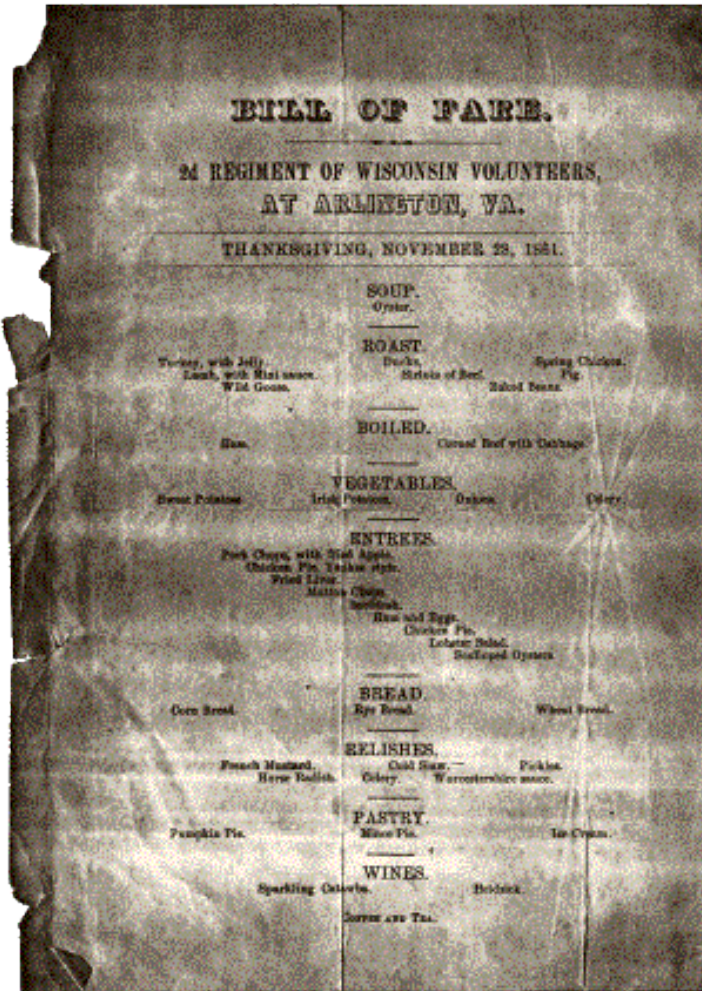 BILL OF FARE.
2d REGIMENT OF WISCONSIN VOLUNTEERS,
AT ARLINGTON, VA.
THANKSGIVING, NOVEMBER 28, 1861.
SOUP.
Oyster.
ROAST.
Turkey, with Jelly. Ducks. Spring Chicken.
Lamb, with Mint sauce. Sirloin of Beef. Pig.
Wild Goose. Baked Beans.
BOILED.
Ham. Corned Beef with Cabbage.
VEGETABLES.
Sweet Potatoes Irish Potatoes. Onions. Celery.
ENTREES.
Pork Chops, with Apple.
Chicken Pie, Yankee style.
Fried Liver.
Mutton Chops
Ham and Eggs.
Chicken Pie.
Lobster Salad.
Scolloped Oysters
BREAD.
Corn Bread. Rye Bread. Wheat Bread.
RELISHES.
French Mustard. Cold Slaw. Pickles.
Horse Radish. Celery. Worcestershire sauce.
PASTRY.
Pumpkin Pie. Mince Pie. Ice Cream.
WINES.
Sparkling Catawba. Heidsick.
COFFEE AND TEA.